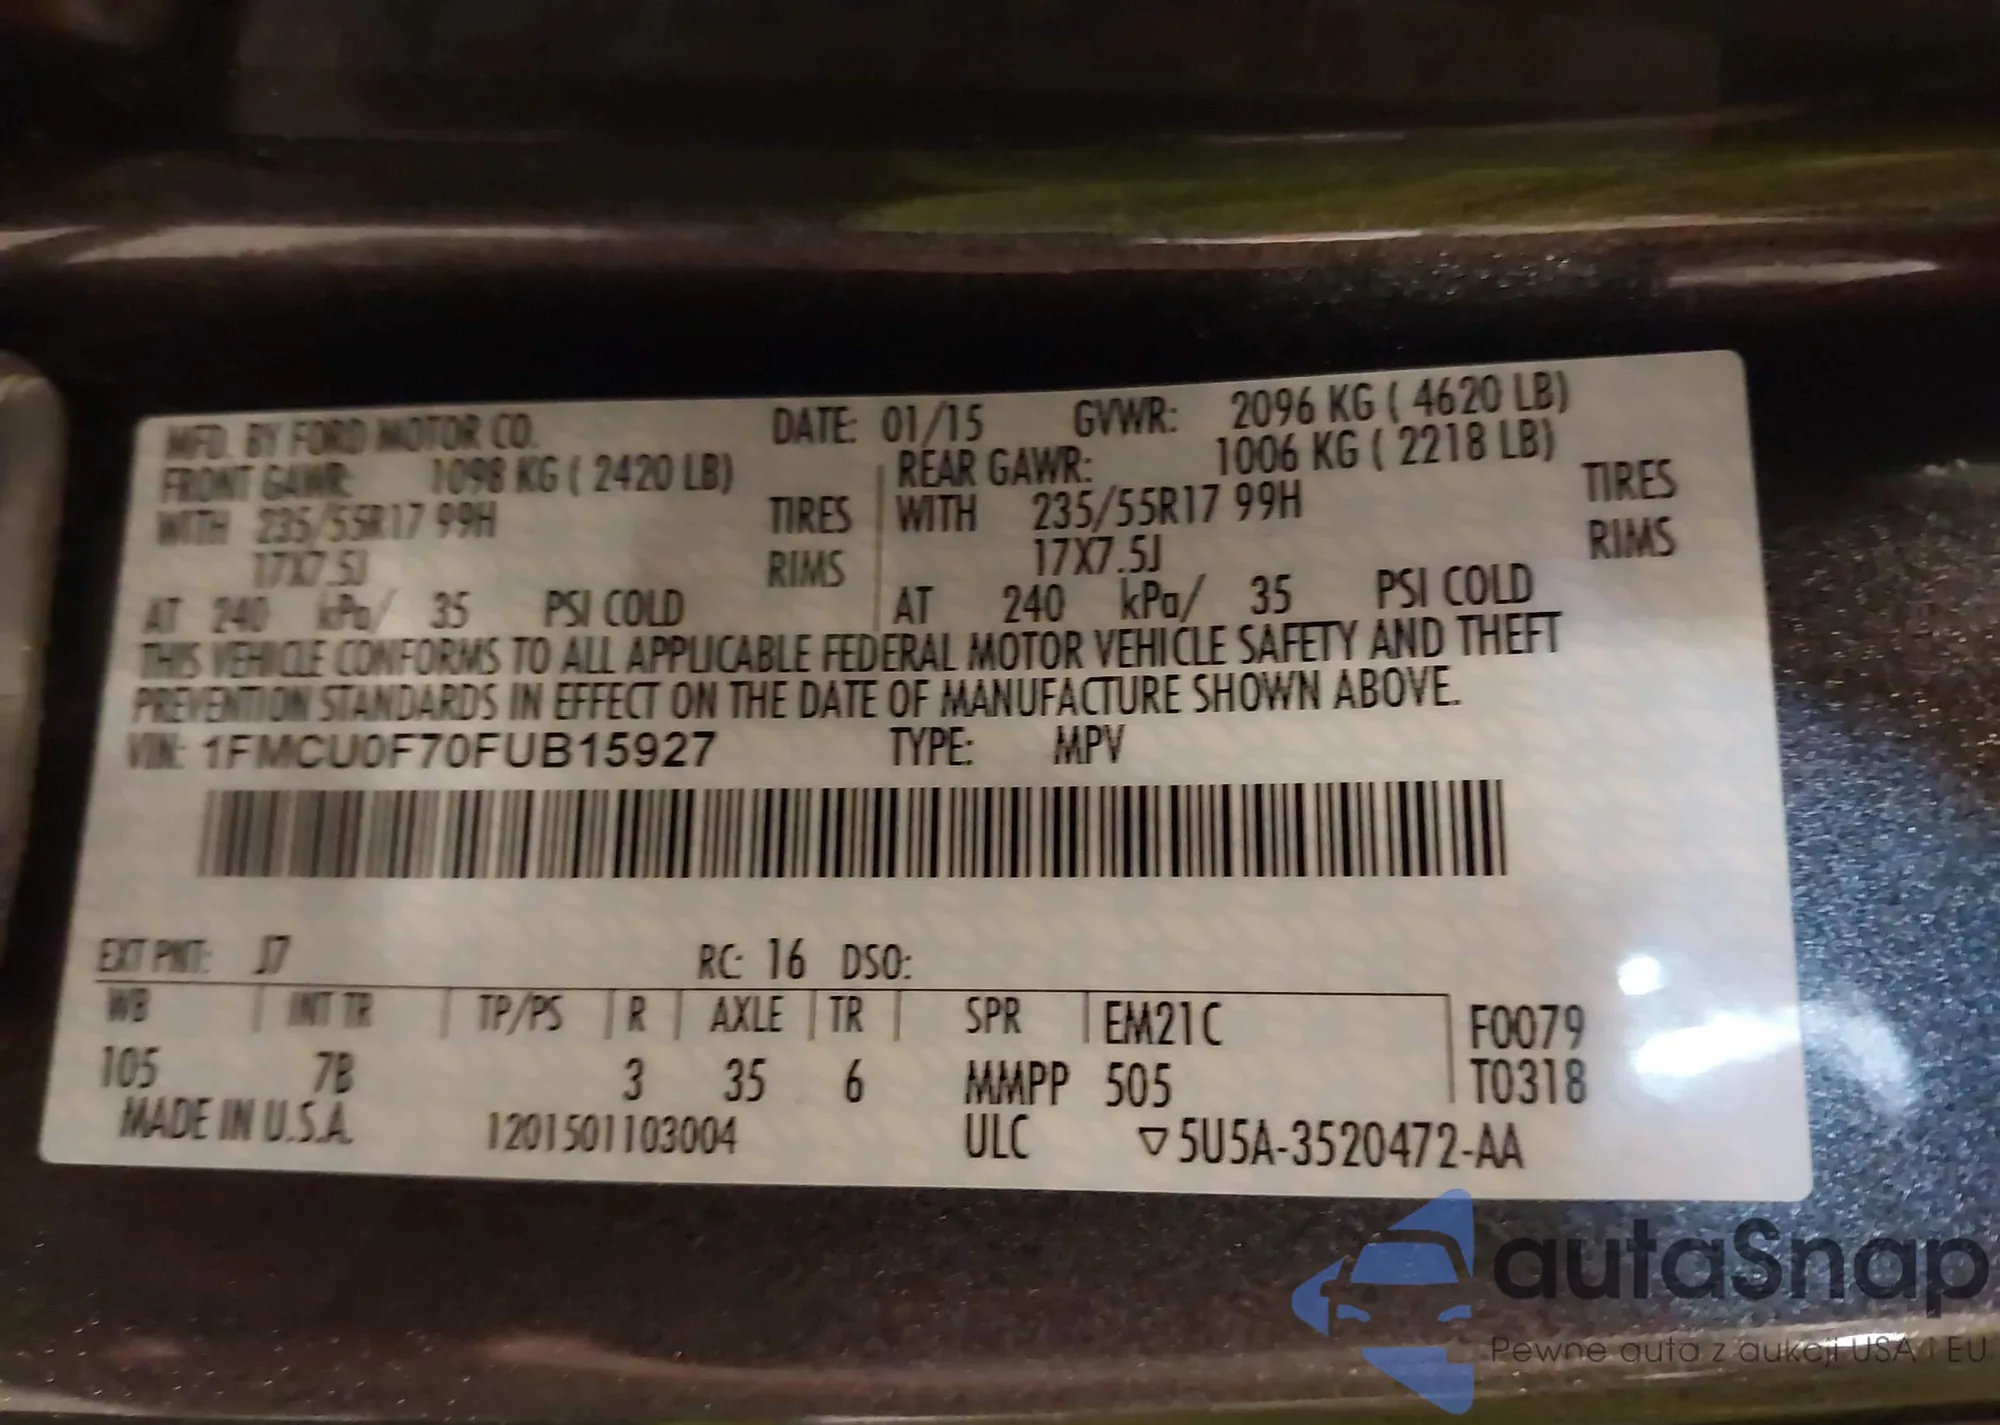 MFD. BY FORD MOTOR CO. DATE: 01/15 GVWR: 2096 KG ( 4620 LB)
FRONT GAWR: 1098 KG ( 2420 LB) REAR GAWR: 1006 KG ( 2218 LB)
WITH 235/55R17 99H TIRES WITH 235/55R17 99H TIRES
17X7.5J RIMS 17X7.5J RIMS
AT 240 kPa/ 35 PSI COLD AT 240 kPa/ 35 PSI COLD
THIS VEHICLE CONFORMS TO ALL APPLICABLE FEDERAL MOTOR VEHICLE SAFETY AND THEFT
PREVENTION STANDARDS IN EFFECT ON THE DATE OF MANUFACTURE SHOWN ABOVE.
VIN: 1FMCU0F70FUB15927 TYPE: MPV
EXT PNT: J7 RC: 16 DSO:
WB INT TR TP/PS R AXLE TR SPR EM21C F0079
105 7B 3 35 6 MMPP 505 T0318
MADE IN U.S.A. 1201501103004 ULC ▽5U5A-3520472-AA
autaSnap
Pewne auta z aukcji USA i EU